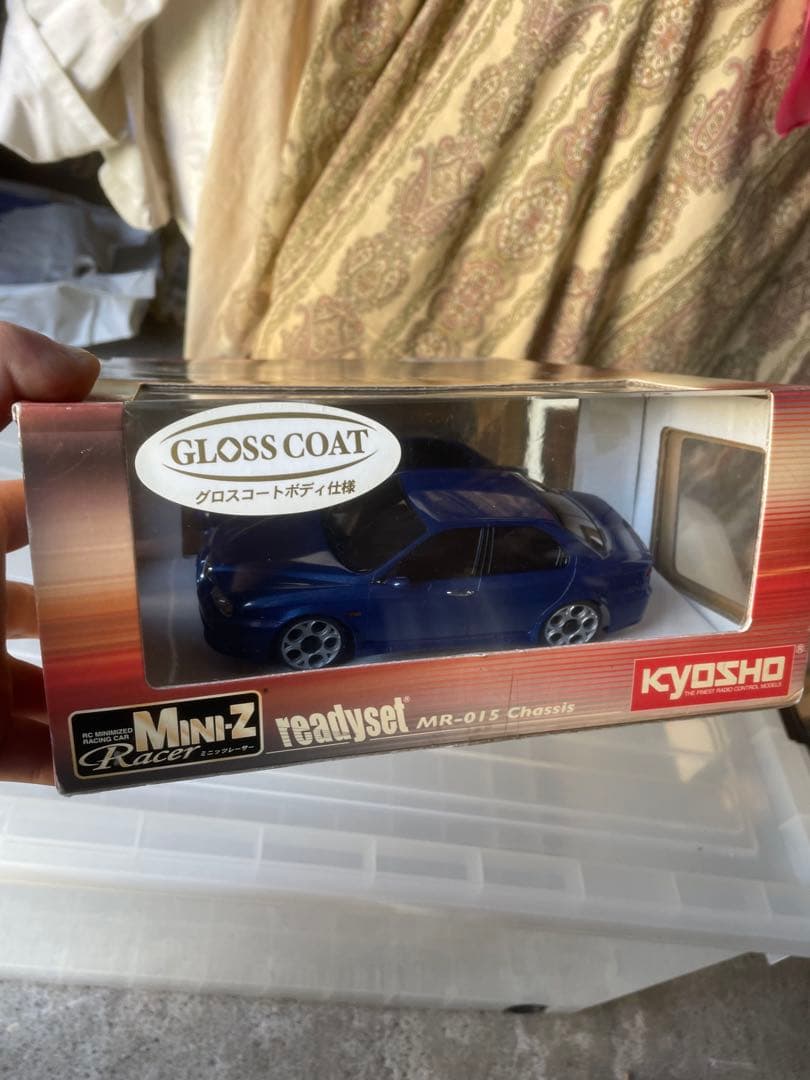 GLOSS COAT
グロスコートボディ仕様
RC MINIMIZED
RACING CAR
MINI-Z
Racer ミニッツレーサー
readyset® MR-015 Chassis
KYOSHO®
THE FINEST RADIO CONTROL MODELS